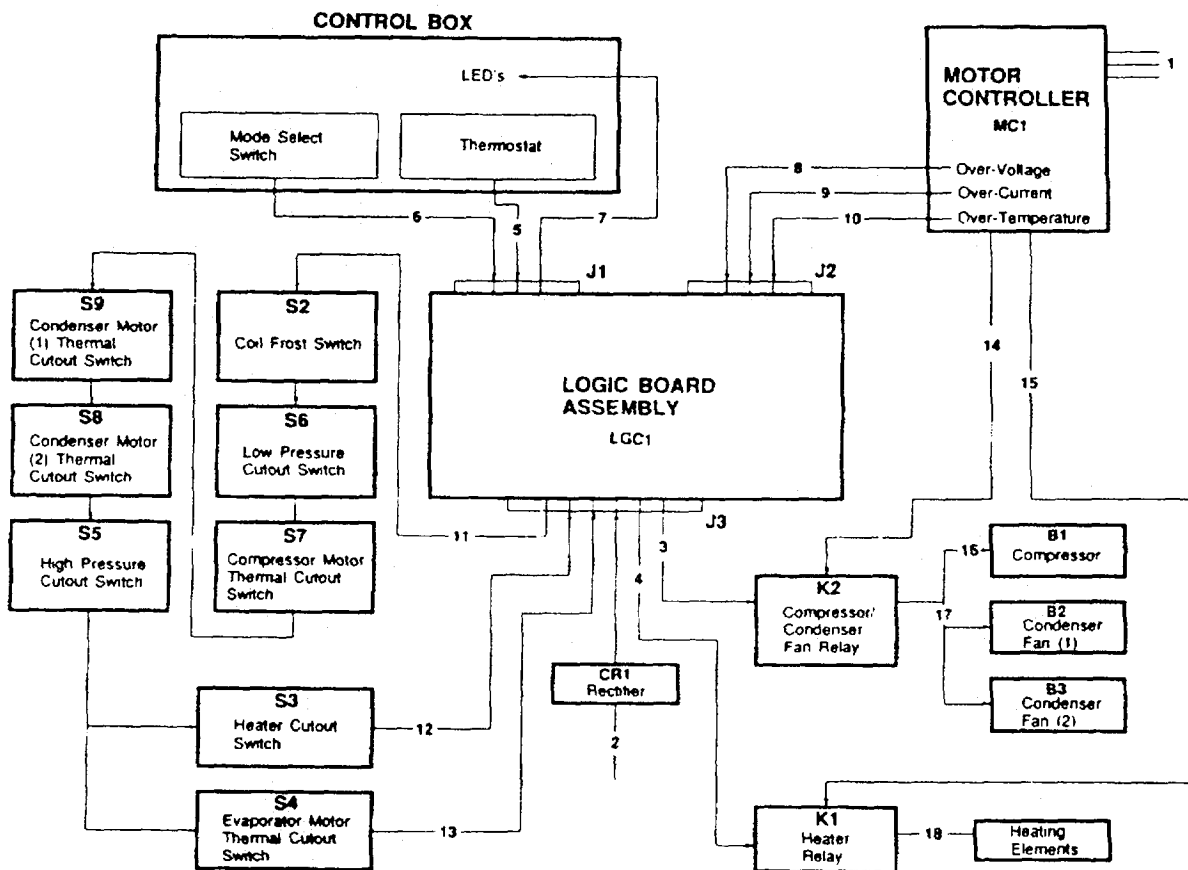 CONTROL BOX
LED's
Mode Select
Switch
Thermostat
MOTOR
CONTROLLER
MC1
Over-Voltage
Over-Current
Over-Temperature
1
8
9
10
6
5
7
J1
J2
14
15
S9
Condenser Motor
(1) Thermal
Cutout Switch
S2
Coil Frost Switch
LOGIC BOARD
ASSEMBLY
LGC1
S8
Condenser Motor
(2) Thermal
Cutout Switch
S6
Low Pressure
Cutout Switch
S5
High Pressure
Cutout Switch
S7
Compressor Motor
Thermal Cutout
Switch
11
J3
3
4
K2
Compressor/
Condenser
Fan Relay
16
17
B1
Compressor
B2
Condenser
Fan (1)
B3
Condenser
Fan (2)
CR1
Rectifier
2
S3
Heater Cutout
Switch
12
S4
Evaporator Motor
Thermal Cutout
Switch
13
K1
Heater
Relay
18
Heating
Elements